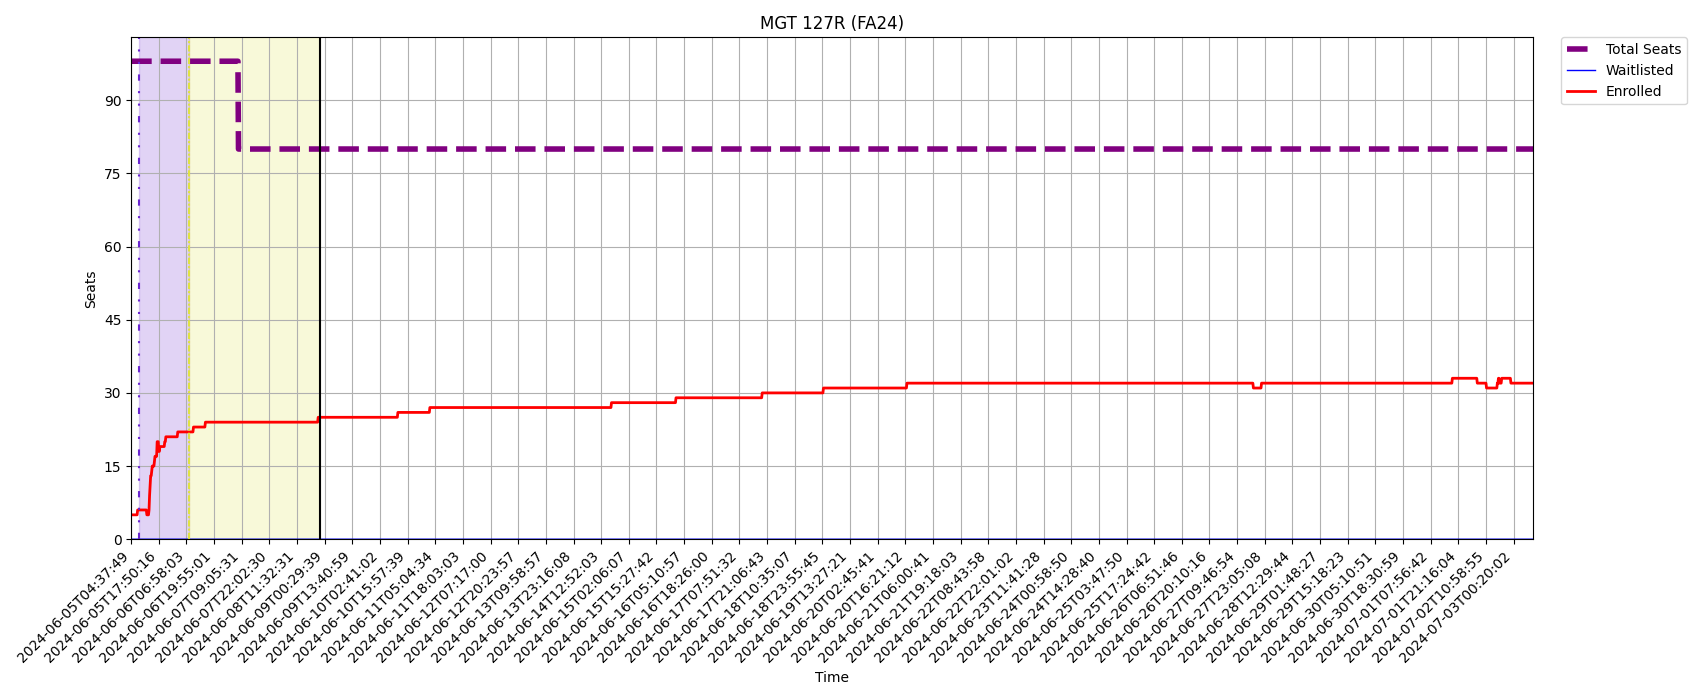 MGT 127R (FA24)
Total Seats
Waitlisted
Enrolled
90
75
60
45
30
15
0
Seats
2024-06-05T04:37:49
2024-06-05T17:50:16
2024-06-06T06:58:03
2024-06-06T19:55:01
2024-06-07T09:05:31
2024-06-07T22:02:30
2024-06-08T11:32:31
2024-06-09T00:29:39
2024-06-09T13:40:59
2024-06-10T02:41:02
2024-06-10T15:57:39
2024-06-11T05:04:34
2024-06-11T18:03:03
2024-06-12T07:17:00
2024-06-12T20:23:57
2024-06-13T09:58:57
2024-06-13T23:16:08
2024-06-14T12:52:03
2024-06-15T02:06:07
2024-06-15T15:27:42
2024-06-16T05:10:57
2024-06-16T18:26:00
2024-06-17T07:51:32
2024-06-17T21:06:43
2024-06-18T10:35:07
2024-06-18T23:55:45
2024-06-19T13:27:21
2024-06-20T02:45:41
2024-06-20T16:21:12
2024-06-21T06:00:41
2024-06-21T19:18:03
2024-06-22T08:43:58
2024-06-22T22:01:02
2024-06-23T11:41:28
2024-06-24T00:58:50
2024-06-24T14:28:40
2024-06-25T03:47:50
2024-06-25T17:24:42
2024-06-26T06:51:46
2024-06-26T20:10:16
2024-06-27T09:46:54
2024-06-27T23:05:08
2024-06-28T12:29:44
2024-06-29T01:48:27
2024-06-29T15:18:23
2024-06-30T05:10:51
2024-06-30T18:30:59
2024-07-01T07:56:42
2024-07-01T21:16:04
2024-07-02T10:58:55
2024-07-03T00:20:02
Time